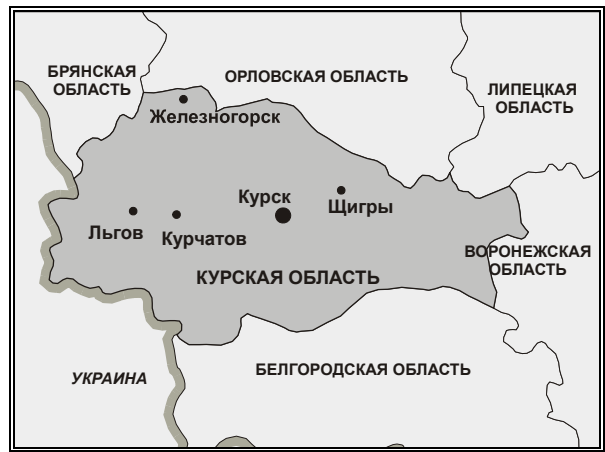 БРЯНСКАЯ
ОБЛАСТЬ
ОРЛОВСКАЯ ОБЛАСТЬ
ЛИПЕЦКАЯ
ОБЛАСТЬ
Железногорск
Курск
Щигры
Льгов
Курчатов
ВОРОНЕЖСКАЯ
ОБЛАСТЬ
КУРСКАЯ ОБЛАСТЬ
УКРАИНА
БЕЛГОРОДСКАЯ ОБЛАСТЬ